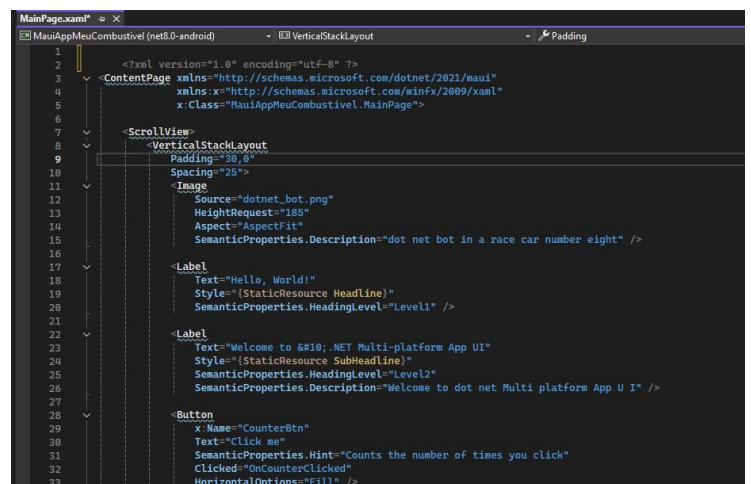 MainPage.xaml*
MauiAppMeuCombustivel (net8.0-android) VerticalStackLayout Padding
1
2 <?xml version="1.0" encoding="utf-8" ?>
3 <ContentPage xmlns="http://schemas.microsoft.com/dotnet/2021/maui"
4 xmlns:x="http://schemas.microsoft.com/winfx/2009/xaml"
5 x:Class="MauiAppMeuCombustivel.MainPage">
6
7 <ScrollView>
8 <VerticalStackLayout
9 Padding="30,0"
10 Spacing="25">
11 <Image
12 Source="dotnet_bot.png"
13 HeightRequest="185"
14 Aspect="AspectFit"
15 SemanticProperties.Description="dot net bot in a race car number eight" />
16
17 <Label
18 Text="Hello, World!"
19 Style="{StaticResource Headline}"
20 SemanticProperties.HeadingLevel="Level1" />
21
22 <Label
23 Text="Welcome to &#10;.NET Multi-platform App UI"
24 Style="{StaticResource SubHeadline}"
25 SemanticProperties.HeadingLevel="Level2"
26 SemanticProperties.Description="Welcome to dot net Multi platform App U I" />
27
28 <Button
29 x:Name="CounterBtn"
30 Text="Click me"
31 SemanticProperties.Hint="Counts the number of times you click"
32 Clicked="OnCounterClicked"
33 HorizontalOptions="Fill" />